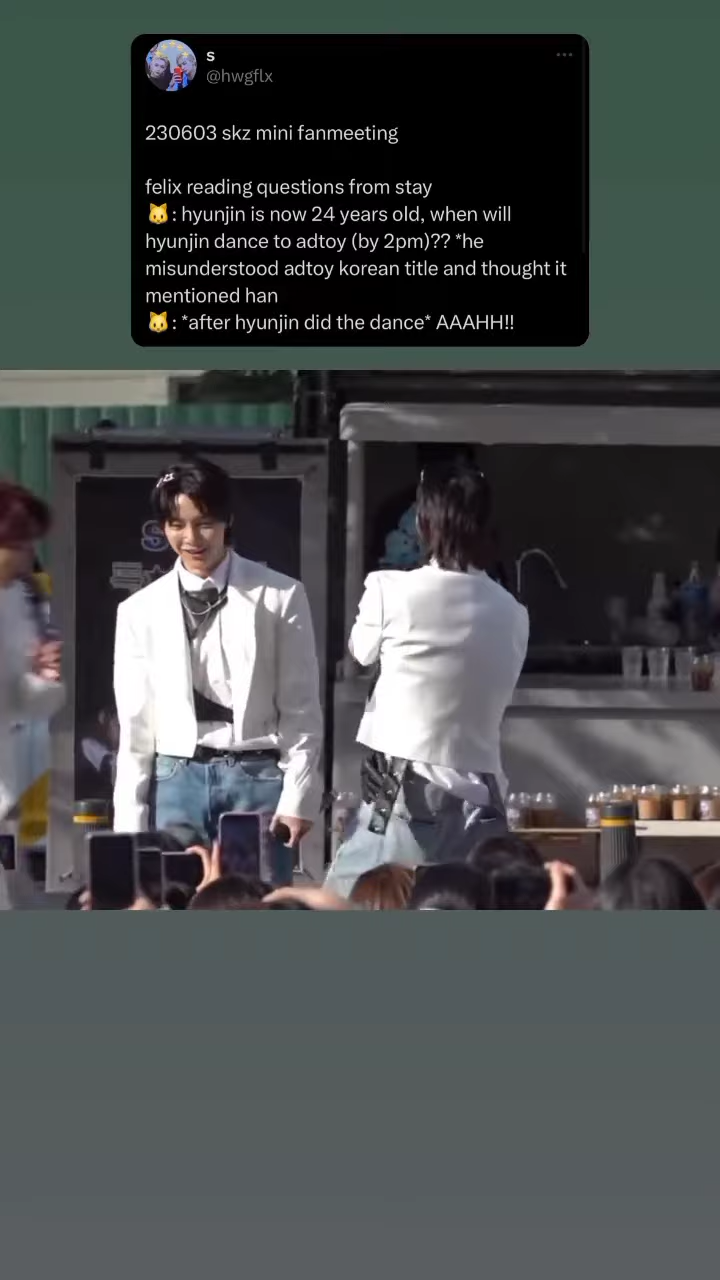 s
@hwgflx
230603 skz mini fanmeeting
felix reading questions from stay
🐱: hyunjin is now 24 years old, when will
hyunjin dance to adtoy (by 2pm)?? *he
misunderstood adtoy korean title and thought it
mentioned han
🐱: *after hyunjin did the dance* AAAHH!!